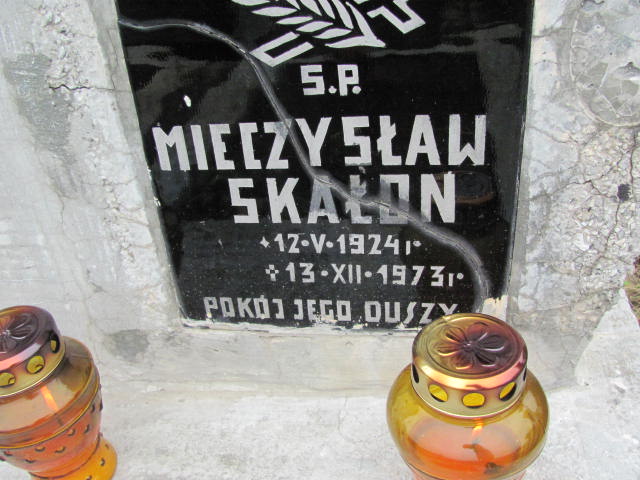 S.P.
MIECZYSŁAW
SKAŁON
12·V·1924r·
✝13·XII·1973r·
POKÓJ JEGO DUSZY